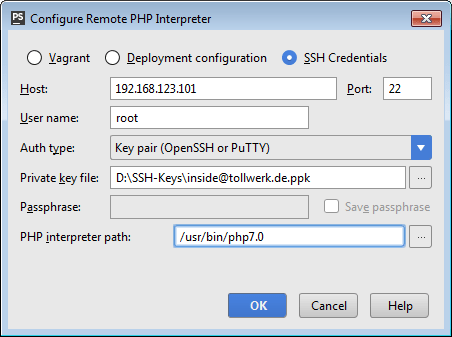 PS Configure Remote PHP Interpreter
Vagrant Deployment configuration SSH Credentials
Host: 192.168.123.101 Port: 22
User name: root
Auth type: Key pair (OpenSSH or PuTTY)
Private key file: D:\SSH-Keys\inside@tollwerk.de.ppk ...
Passphrase: Save passphrase
PHP interpreter path: /usr/bin/php7.0 ...
OK Cancel Help